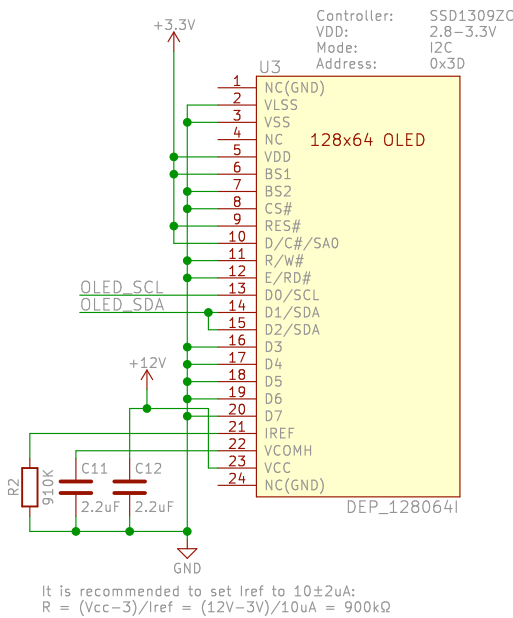 Controller: SSD1309ZC
VDD: 2.8-3.3V
Mode: I2C
Address: 0x3D
+3.3V
U3
128x64 OLED
1 NC(GND)
2 VLSS
3 VSS
4 NC
5 VDD
6 BS1
7 BS2
8 CS#
9 RES#
10 D/C#/SA0
11 R/W#
12 E/RD#
OLED_SCL 13 D0/SCL
OLED_SDA 14 D1/SDA
15 D2/SDA
16 D3
17 D4
18 D5
19 D6
20 D7
21 IREF
22 VCOMH
23 VCC
24 NC(GND)
+12V
R2
910K
C11
2.2uF
C12
2.2uF
DEP_128064I
GND
It is recommended to set Iref to 10±2uA:
R = (Vcc-3)/Iref = (12V-3V)/10uA = 900kΩ